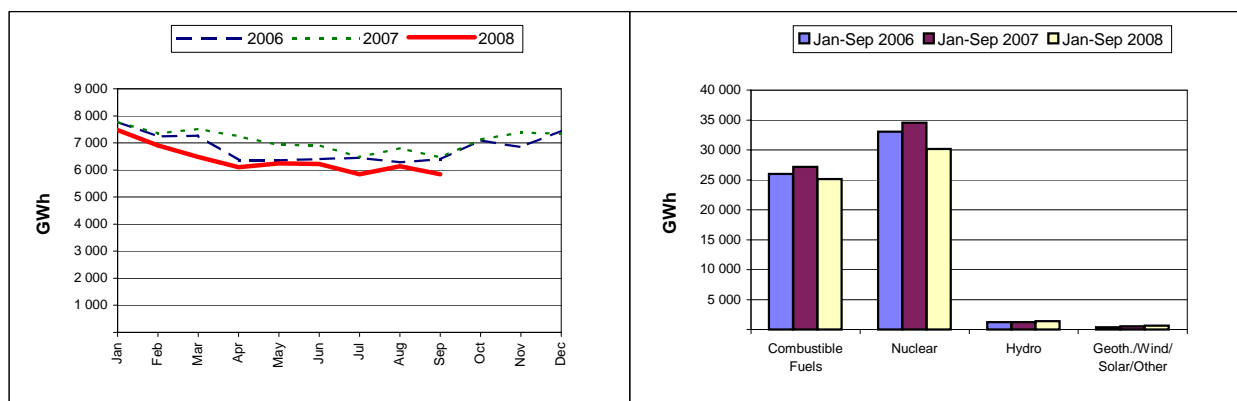 2006 2007 2008
9 000
8 000
7 000
6 000
5 000
4 000
3 000
2 000
1 000
GWh
Jan Feb Mar Apr May Jun Jul Aug Sep Oct Nov Dec
Jan-Sep 2006 Jan-Sep 2007 Jan-Sep 2008
40 000
35 000
30 000
25 000
20 000
15 000
10 000
5 000
GWh
Combustible Nuclear Hydro Geoth./Wind/
Fuels Solar/Other